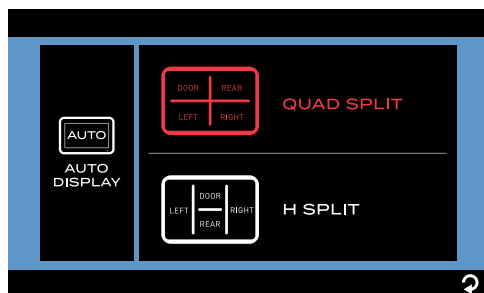 AUTO
AUTO
DISPLAY
DOOR REAR
LEFT RIGHT
QUAD SPLIT
DOOR
LEFT RIGHT
REAR
H SPLIT